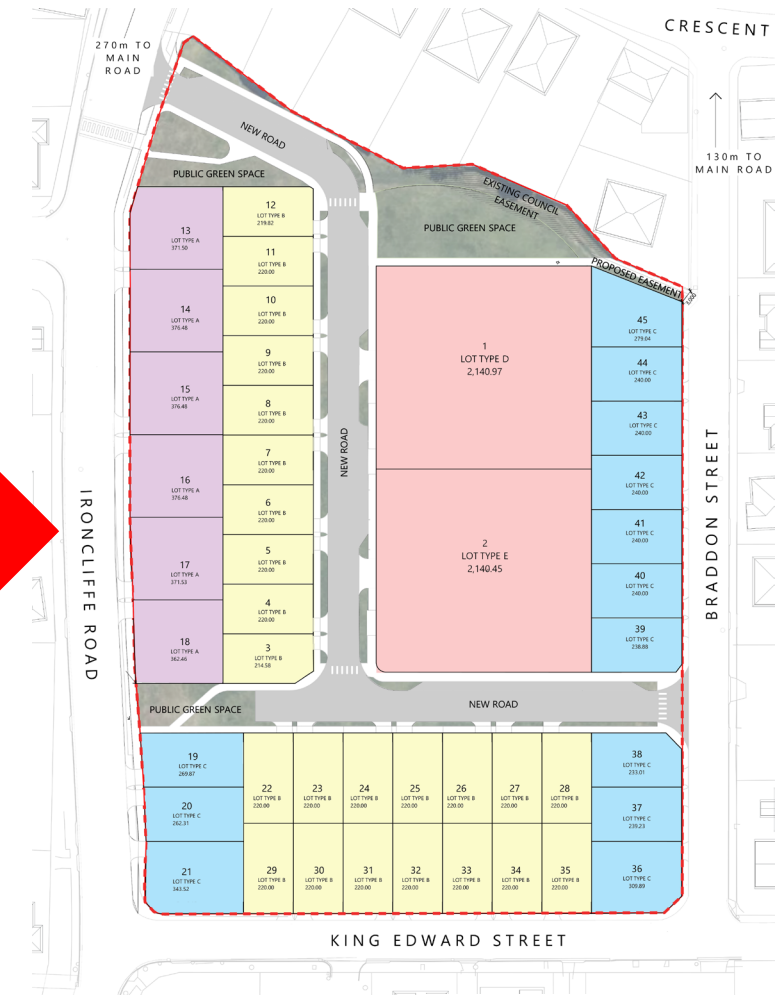 CRESCENT
270m TO
MAIN
ROAD
130m TO
MAIN ROAD
NEW ROAD
PUBLIC GREEN SPACE
EXISTING COUNCIL
EASEMENT
PUBLIC GREEN SPACE
PROPOSED EASEMENT
3,000
12
LOT TYPE B
219.82
13
LOT TYPE A
371.50
11
LOT TYPE B
220.00
10
LOT TYPE B
220.00
14
LOT TYPE A
376.48
9
LOT TYPE B
220.00
15
LOT TYPE A
376.48
8
LOT TYPE B
220.00
7
LOT TYPE B
220.00
16
LOT TYPE A
376.48
6
LOT TYPE B
220.00
5
LOT TYPE B
220.00
17
LOT TYPE A
371.53
4
LOT TYPE B
220.00
18
LOT TYPE A
362.46
3
LOT TYPE B
214.58
NEW ROAD
1
LOT TYPE D
2,140.97
2
LOT TYPE E
2,140.45
45
LOT TYPE C
279.04
44
LOT TYPE C
240.00
43
LOT TYPE C
240.00
42
LOT TYPE C
240.00
41
LOT TYPE C
240.00
40
LOT TYPE C
240.00
39
LOT TYPE C
238.88
IRONCLIFFE ROAD
BRADDON STREET
PUBLIC GREEN SPACE
NEW ROAD
19
LOT TYPE C
269.87
20
LOT TYPE C
262.31
21
LOT TYPE C
343.52
22
LOT TYPE B
220.00
23
LOT TYPE B
220.00
24
LOT TYPE B
220.00
25
LOT TYPE B
220.00
26
LOT TYPE B
220.00
27
LOT TYPE B
220.00
28
LOT TYPE B
220.00
29
LOT TYPE B
220.00
30
LOT TYPE B
220.00
31
LOT TYPE B
220.00
32
LOT TYPE B
220.00
33
LOT TYPE B
220.00
34
LOT TYPE B
220.00
35
LOT TYPE B
220.00
38
LOT TYPE C
233.01
37
LOT TYPE C
239.23
36
LOT TYPE C
309.89
KING EDWARD STREET